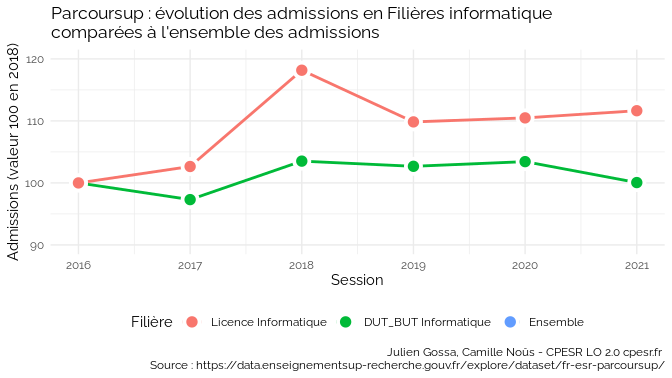 Parcoursup : évolution des admissions en Filières informatique
comparées à l'ensemble des admissions
Admissions (valeur 100 en 2018)
120
110
100
90
2016 2017 2018 2019 2020 2021
Session
Filière Licence Informatique DUT_BUT Informatique Ensemble
Julien Gossa, Camille Noûs - CPESR LO 2.0 cpesr.fr
Source : https://data.enseignementsup-recherche.gouv.fr/explore/dataset/fr-esr-parcoursup/